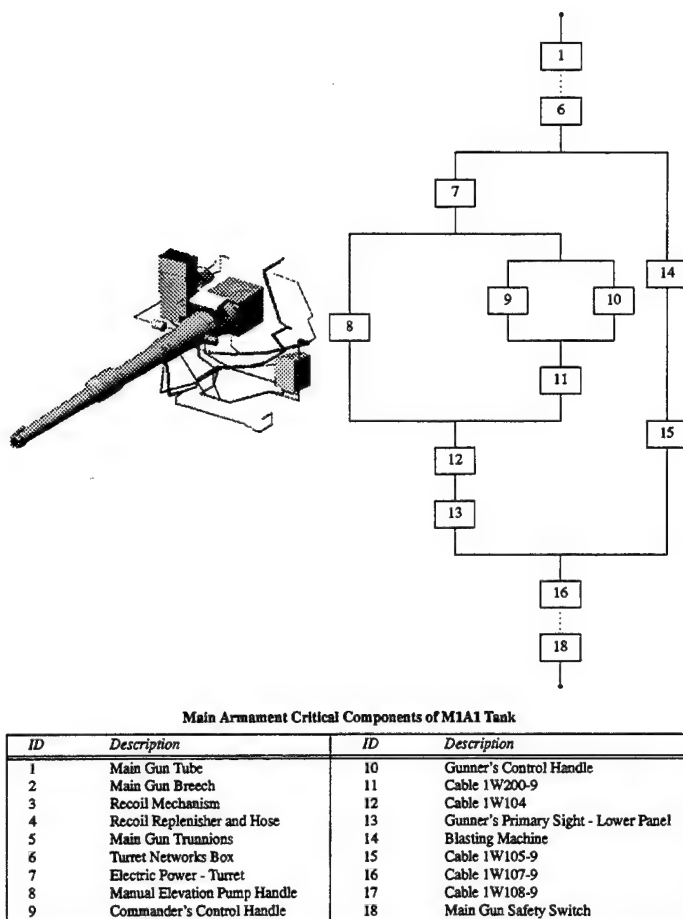 1
6
7
14
9
10
8
11
15
12
13
16
18
Main Armament Critical Components of M1A1 Tank
ID Description ID Description
1 Main Gun Tube 10 Gunner's Control Handle
2 Main Gun Breech 11 Cable 1W200-9
3 Recoil Mechanism 12 Cable 1W104
4 Recoil Replenisher and Hose 13 Gunner's Primary Sight - Lower Panel
5 Main Gun Trunnions 14 Blasting Machine
6 Turret Networks Box 15 Cable 1W105-9
7 Electric Power - Turret 16 Cable 1W107-9
8 Manual Elevation Pump Handle 17 Cable 1W108-9
9 Commander's Control Handle 18 Main Gun Safety Switch